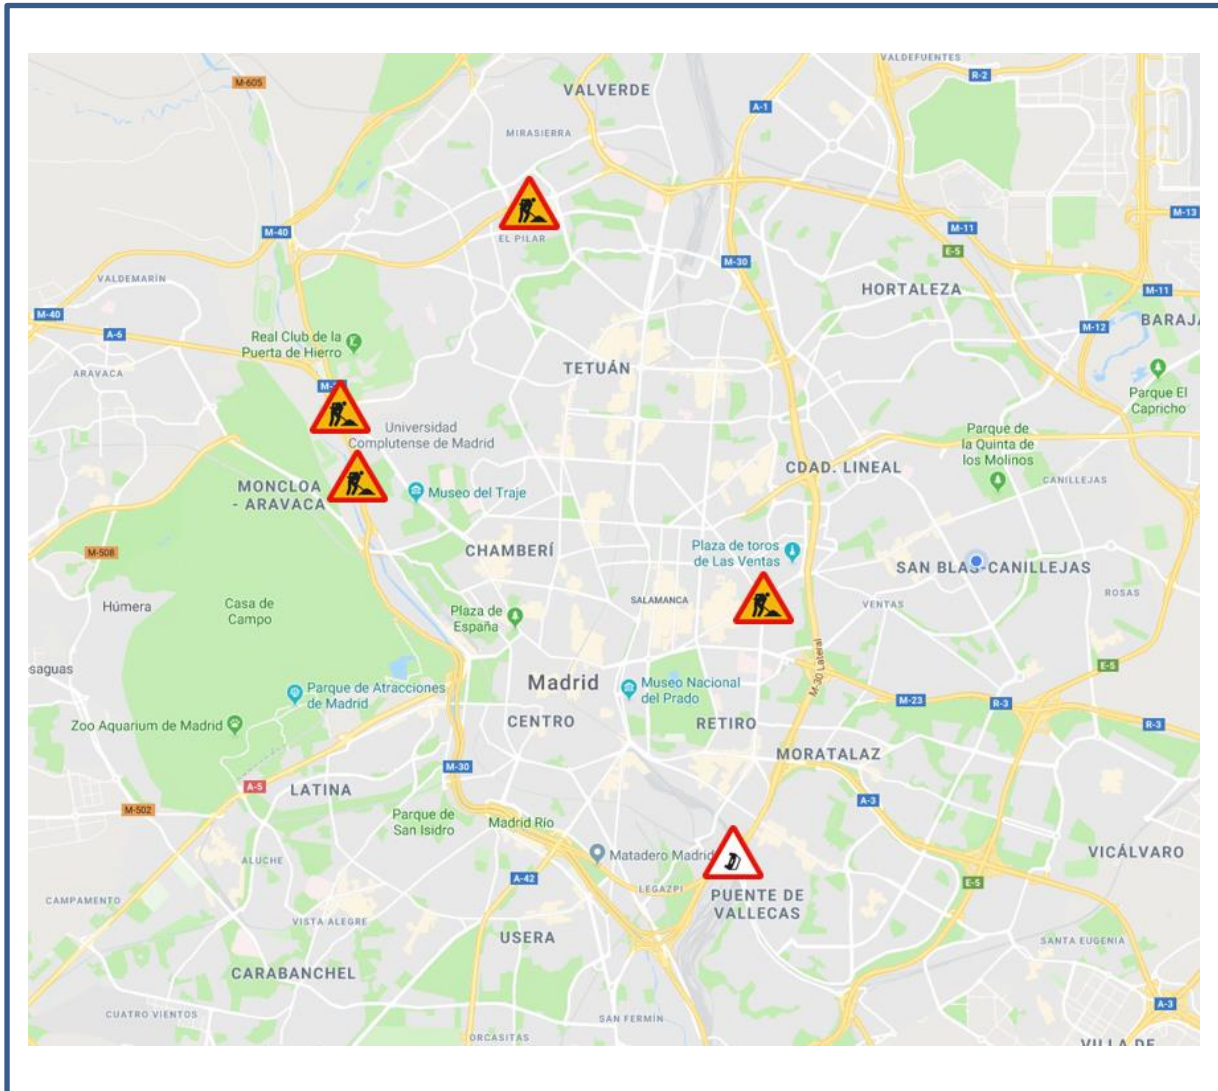 VALDEFUENTES
M-605
R-2
VALVERDE
A-1
MIRASIERRA
M-13
M-40
EL PILAR
M-11
E-5
M-30
VALDEMARÍN
HORTALEZA
M-11
M-40
M-12
BARAJA
A-6
Real Club de la
Puerta de Hierro
TETUÁN
ARAVACA
Parque El
Capricho
Universidad
Complutense de Madrid
Parque de
la Quinta de
los Molinos
CDAD. LINEAL
CANILLEJAS
MONCLOA
- ARAVACA
Museo del Traje
M-508
CHAMBERÍ
Plaza de toros
de Las Ventas
SAN BLAS-CANILLEJAS
Húmera
Casa de
Campo
Plaza de
España
SALAMANCA
VENTAS
ROSAS
saguas
M-30 Lateral
E-5
Madrid
Parque de Atracciones
de Madrid
Museo Nacional
del Prado
M-23
R-3
R-3
Zoo Aquarium de Madrid
CENTRO
RETIRO
MORATALAZ
M-30
A-5
LATINA
M-502
A-3
Parque de
San Isidro
Madrid Río
ALUCHE
Matadero Madrid
VICÁLVARO
A-42
LEGAZPI
E-5
CAMPAMENTO
PUENTE DE
VALLECAS
VISTA ALEGRE
USERA
SANTA EUGENIA
CARABANCHEL
A-3
CUATRO VIENTOS
SAN FERMÍN
ORCASITAS
VILLA DE